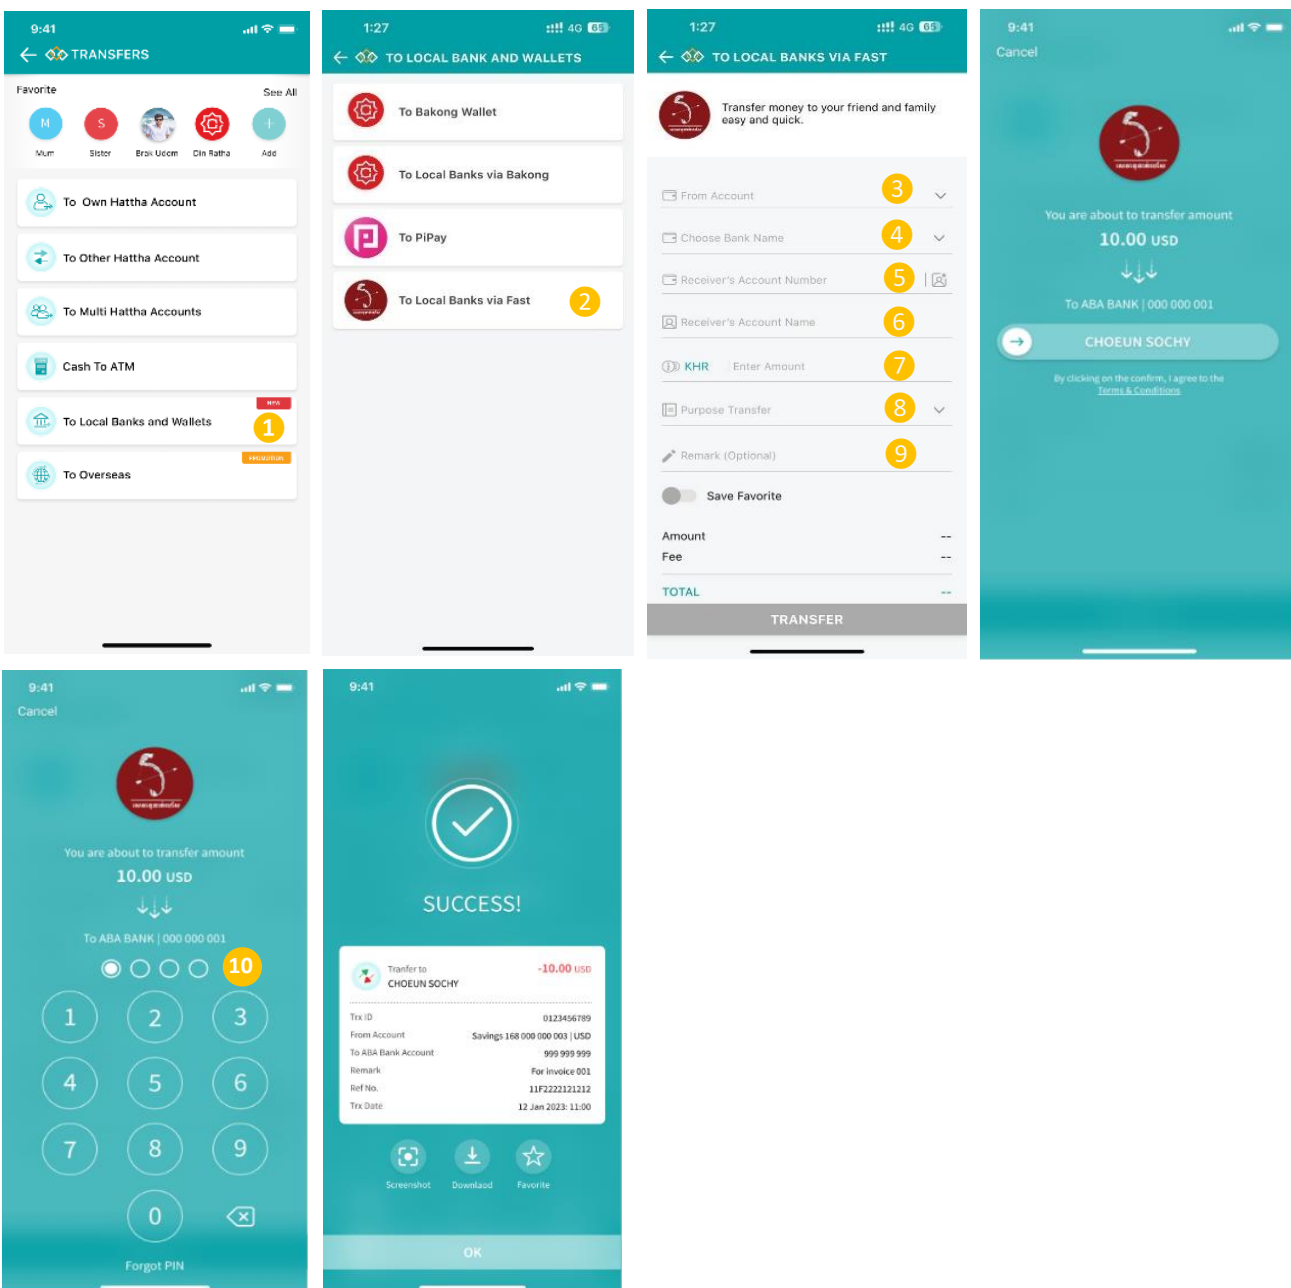 9:41
TRANSFERS
Favorite
See All
M
S
Mum
Sister
Brak Udom
Din Ratha
Add
To Own Hattha Account
To Other Hattha Account
To Multi Hattha Accounts
Cash To ATM
NEW
To Local Banks and Wallets
1
PROMOTION
To Overseas
1:27
4G 65
TO LOCAL BANK AND WALLETS
To Bakong Wallet
To Local Banks via Bakong
To PiPay
To Local Banks via Fast
2
1:27
4G 65
TO LOCAL BANKS VIA FAST
Transfer money to your friend and family
easy and quick.
From Account
3
Choose Bank Name
4
Receiver's Account Number
5
Receiver's Account Name
6
KHR Enter Amount
7
Purpose Transfer
8
Remark (Optional)
9
Save Favorite
Amount --
Fee --
TOTAL --
TRANSFER
9:41
Cancel
You are about to transfer amount
10.00 USD
To ABA BANK | 000 000 001
CHOEUN SOCHY
By clicking on the confirm, I agree to the
Terms & Conditions
9:41
Cancel
You are about to transfer amount
10.00 USD
To ABA BANK | 000 000 001
10
1 2 3
4 5 6
7 8 9
0
Forgot PIN
9:41
SUCCESS!
Tranfer to
-10.00 USD
CHOEUN SOCHY
Trx ID 0123456789
From Account Savings 168 000 000 003 | USD
To ABA Bank Account 999 999 999
Remark For invoice 001
Ref No. 11F2222121212
Trx Date 12 Jan 2023: 11:00
Screenshot Downlaod Favorite
OK